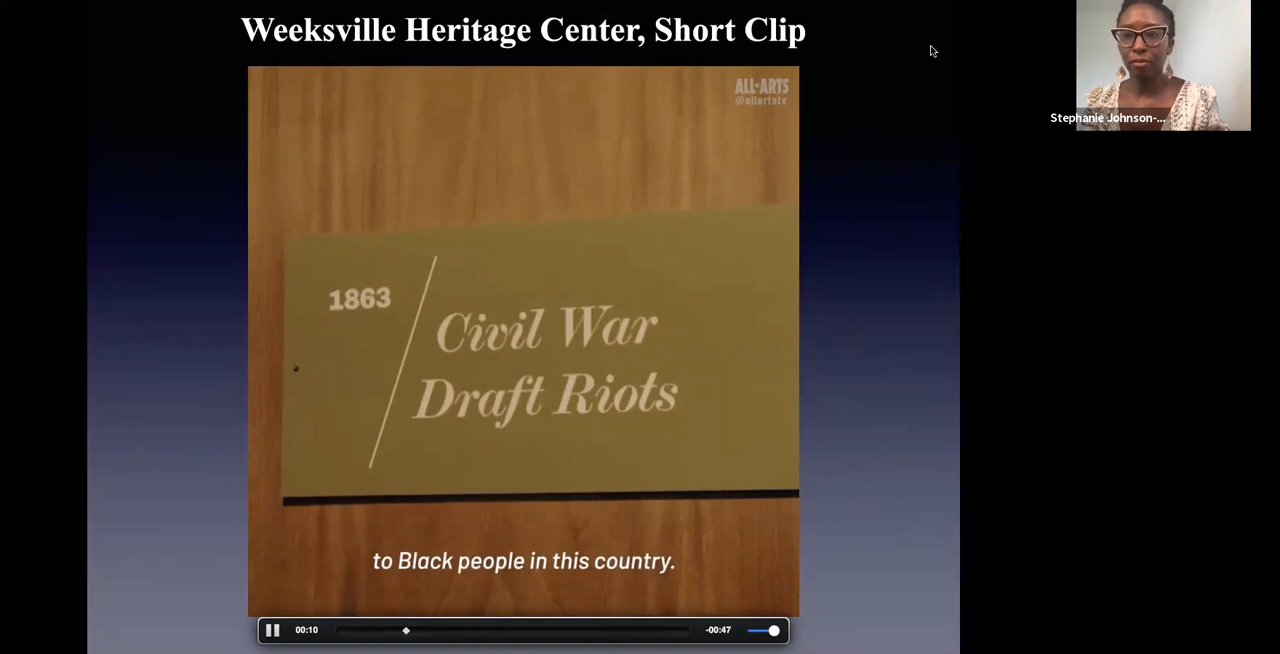 Weeksville Heritage Center, Short Clip
ALL·ARTS
@allartstv
Stephanie Johnson-...
1863
Civil War
Draft Riots
to Black people in this country.
00:10
-00:47